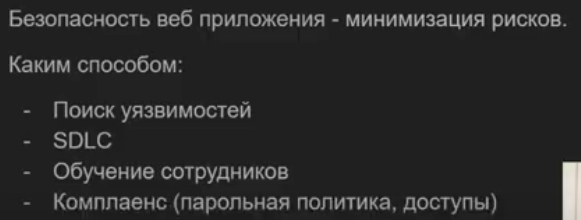 Безопасность веб приложения - минимизация рисков.
Каким способом:
- Поиск уязвимостей
- SDLC
- Обучение сотрудников
- Комплаенс (парольная политика, доступы)